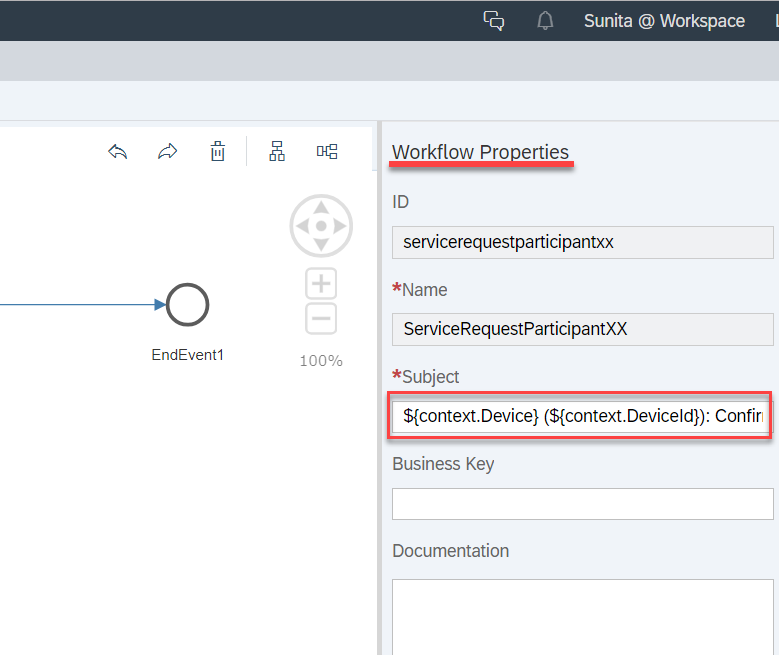 Sunita @ Workspace
Workflow Properties
ID
servicerequestparticipantxx
*Name
ServiceRequestParticipantXX
*Subject
${context.Device} (${context.DeviceId}): Confir
Business Key
Documentation
EndEvent1
100%